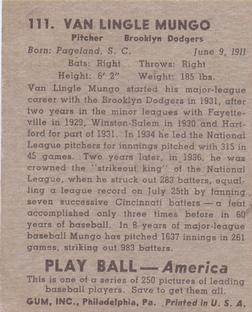 111. VAN LINGLE MUNGO
Pitcher Brooklyn Dodgers
Born: Pageland, S. C. June 9, 1911
Bats: Right Throws: Right
Height: 6' 2" Weight: 185 lbs.
Van Lingle Mungo started his major-league
career with the Brooklyn Dodgers in 1931, after
two years in the minor leagues with Fayette-
ville in 1929, Winston-Salem in 1930 and Hart-
ford for part of 1931. In 1934 he led the National
League pitchers for innnings pitched with 315 in
45 games. Two years later, in 1936, he was
crowned the "strikeout king" of the National
League, when he struck out 283 batters, equal-
ling a league record on July 25th by fanning
seven successive Cincinnati batters—a feat
accomplished only three times before in 60
years of baseball. In 8 years of major-league
baseball Mungo has pitched 1637 innings in 261
games, striking out 983 batters.
PLAY BALL—America
This is one of a series of 250 pictures of leading
baseball players. Save to get them all.
GUM, INC., Philadelphia, Pa. Printed in U. S. A.